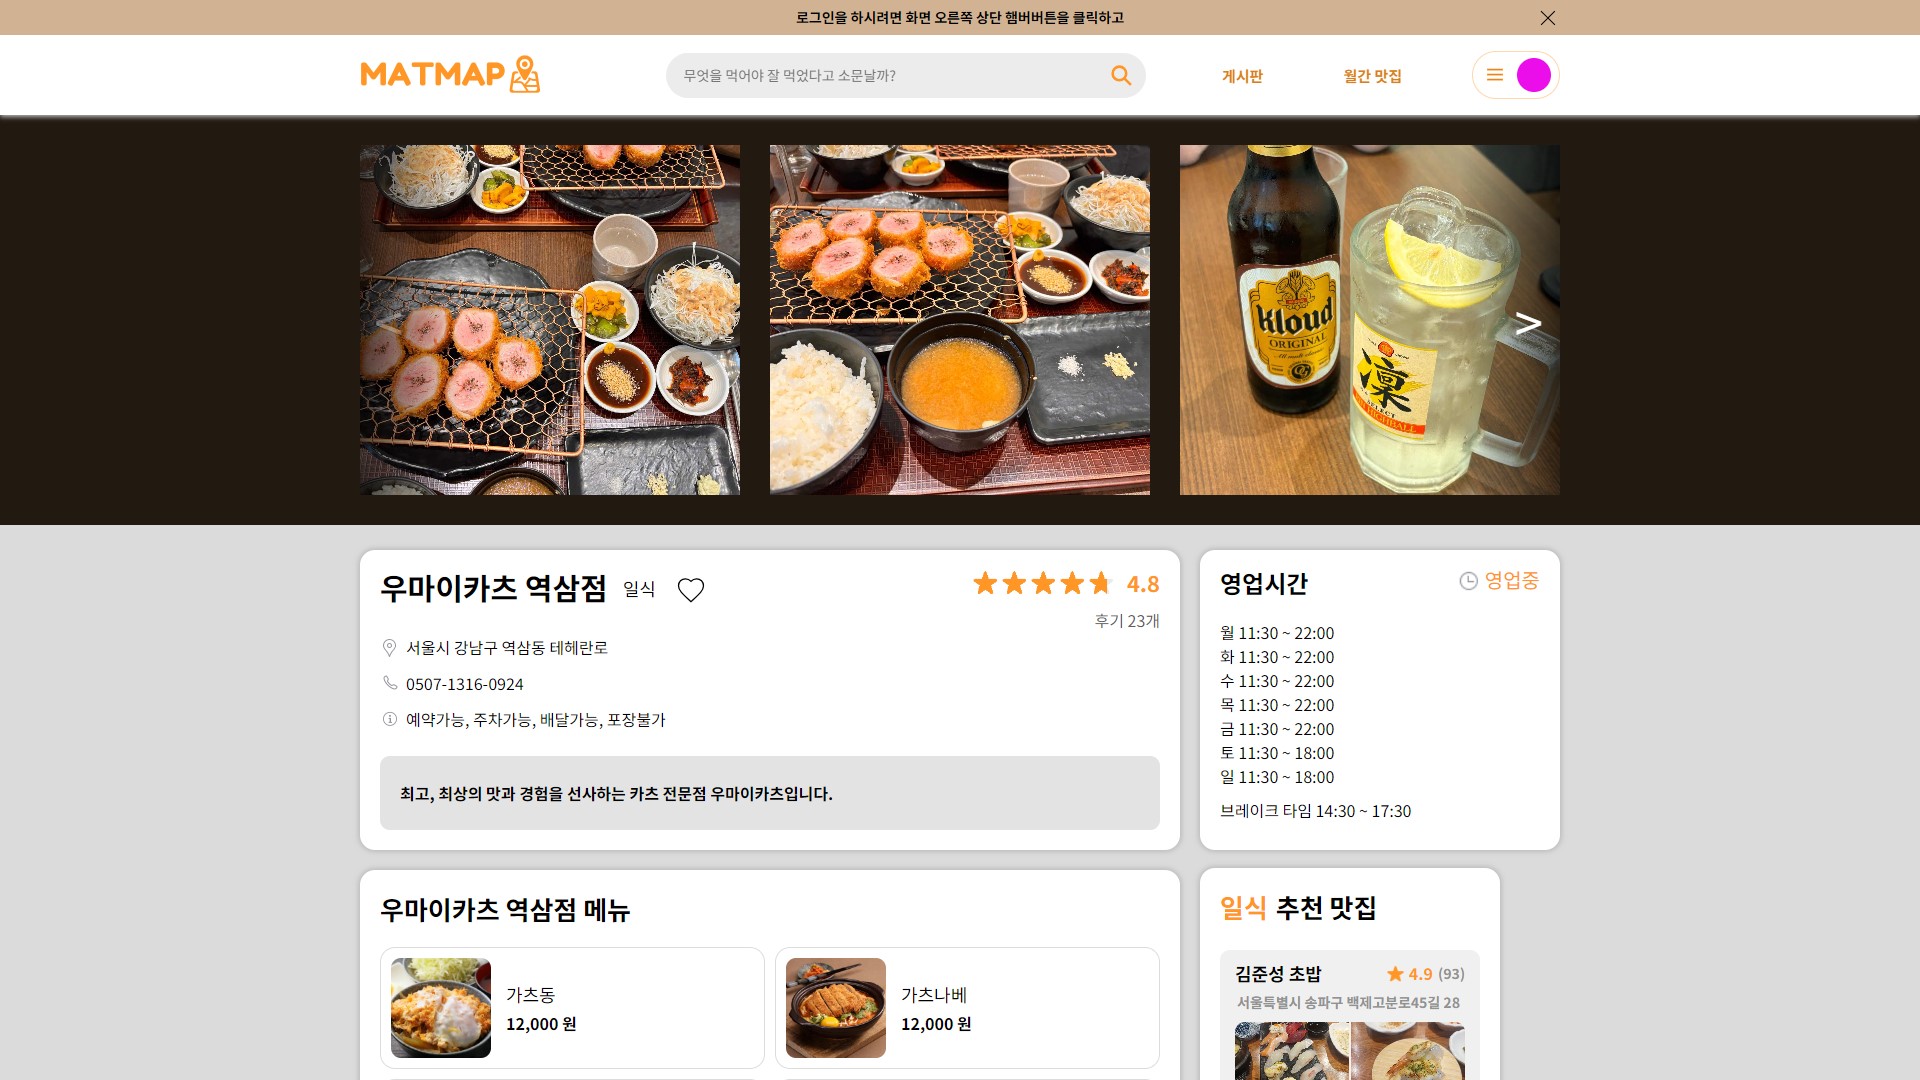 로그인을 하시려면 화면 오른쪽 상단 햄버버튼을 클릭하고
MATMAP
무엇을 먹어야 잘 먹었다고 소문날까?
게시판
월간 맛집
Kloud
ORIGINAL
凛
SELECT
HIGHBALL
>
우마이카츠 역삼점 일식
4.8
후기 23개
서울시 강남구 역삼동 테헤란로
0507-1316-0924
예약가능, 주차가능, 배달가능, 포장불가
최고, 최상의 맛과 경험을 선사하는 카츠 전문점 우마이카츠입니다.
영업시간
영업중
월 11:30 ~ 22:00
화 11:30 ~ 22:00
수 11:30 ~ 22:00
목 11:30 ~ 22:00
금 11:30 ~ 22:00
토 11:30 ~ 18:00
일 11:30 ~ 18:00
브레이크 타임 14:30 ~ 17:30
우마이카츠 역삼점 메뉴
가츠동
12,000 원
가츠나베
12,000 원
일식 추천 맛집
김준성 초밥
4.9 (93)
서울특별시 송파구 백제고분로45길 28